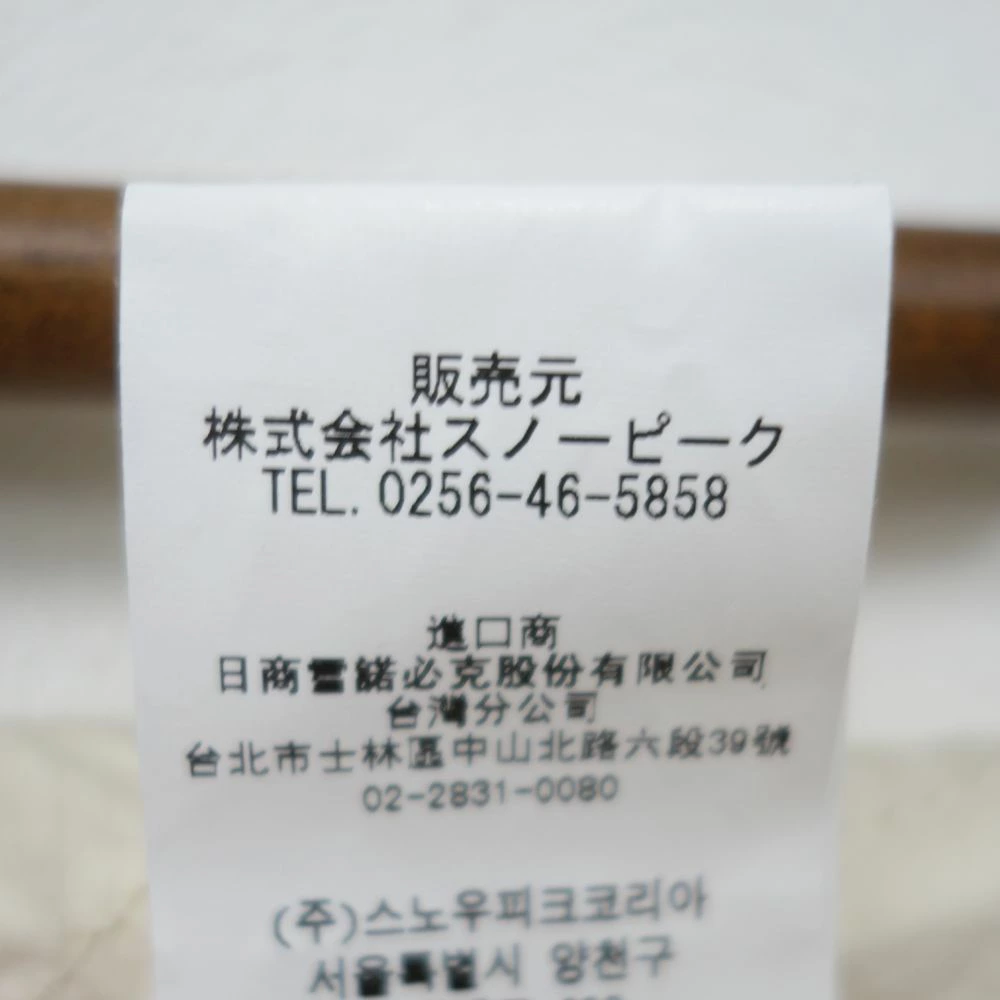 販売元
株式会社スノーピーク
TEL. 0256-46-5858
進口商
日商雪諾必克股份有限公司
台灣分公司
台北市士林區中山北路六段39號
02-2831-0080
(주)스노우피크코리아
서울특별시 양천구